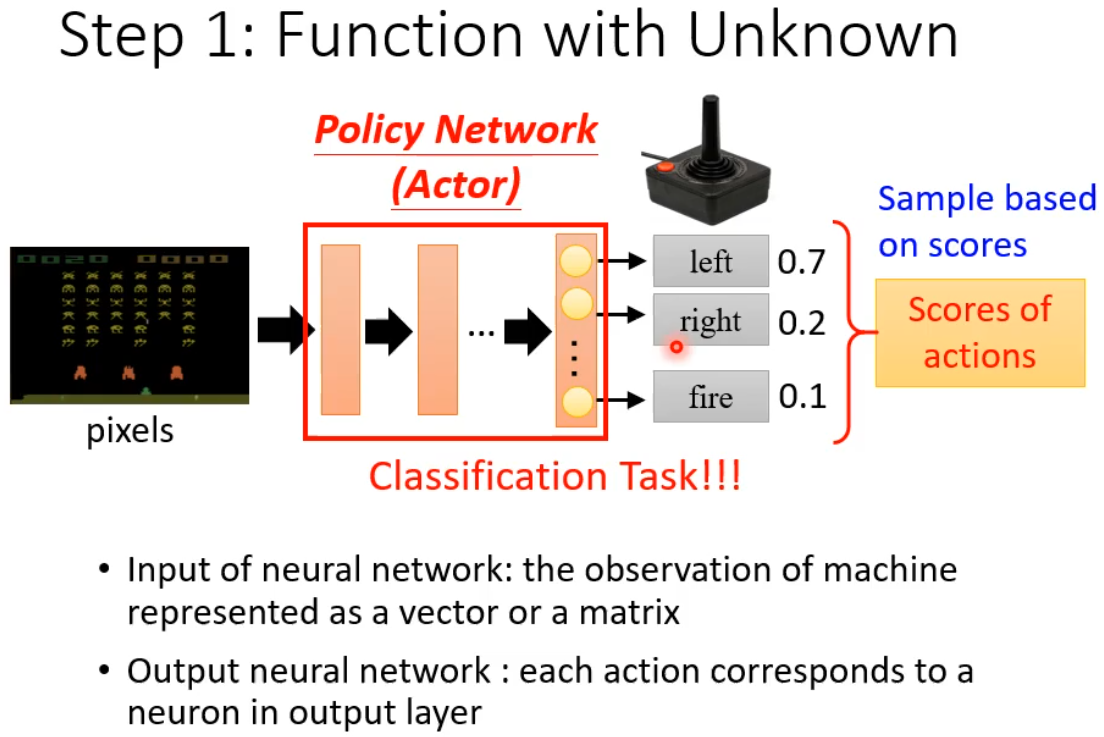 Step 1: Function with Unknown
Policy Network
(Actor)
Sample based
on scores
left 0.7
right 0.2
fire 0.1
Scores of
actions
0020 0000
pixels
...
Classification Task!!!
• Input of neural network: the observation of machine
represented as a vector or a matrix
• Output neural network : each action corresponds to a
neuron in output layer